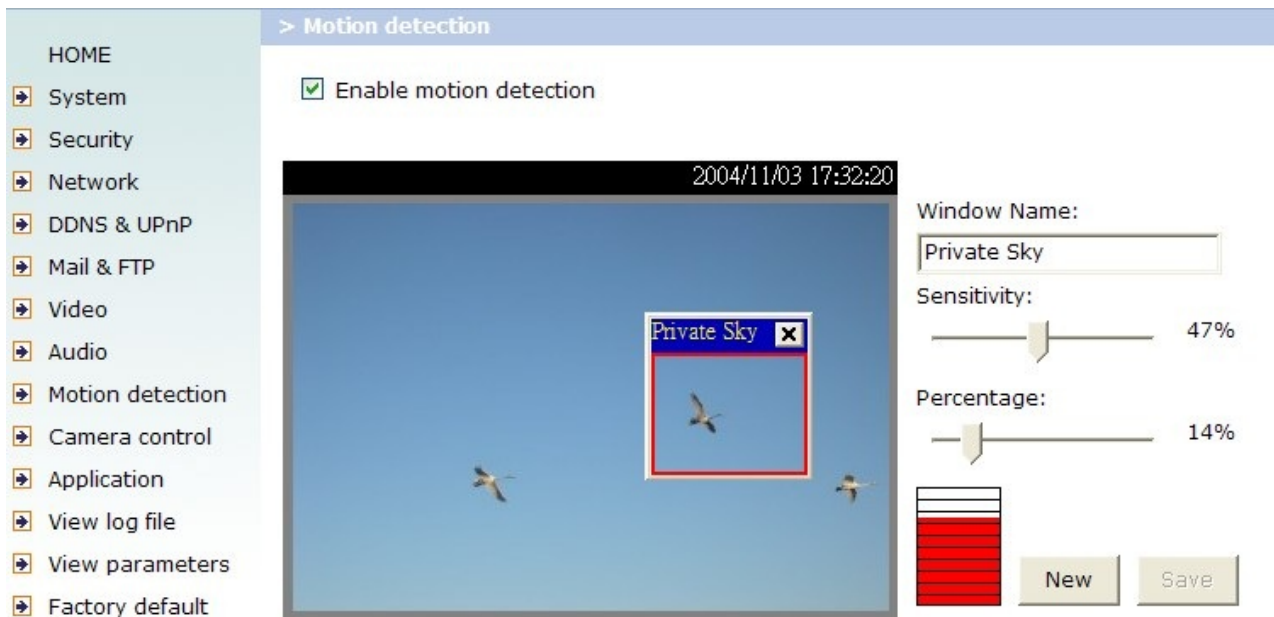 > Motion detection
HOME
System
Security
Network
DDNS & UPnP
Mail & FTP
Video
Audio
Motion detection
Camera control
Application
View log file
View parameters
Factory default
Enable motion detection
2004/11/03 17:32:20
Private Sky
Window Name:
Private Sky
Sensitivity:
47%
Percentage:
14%
New
Save